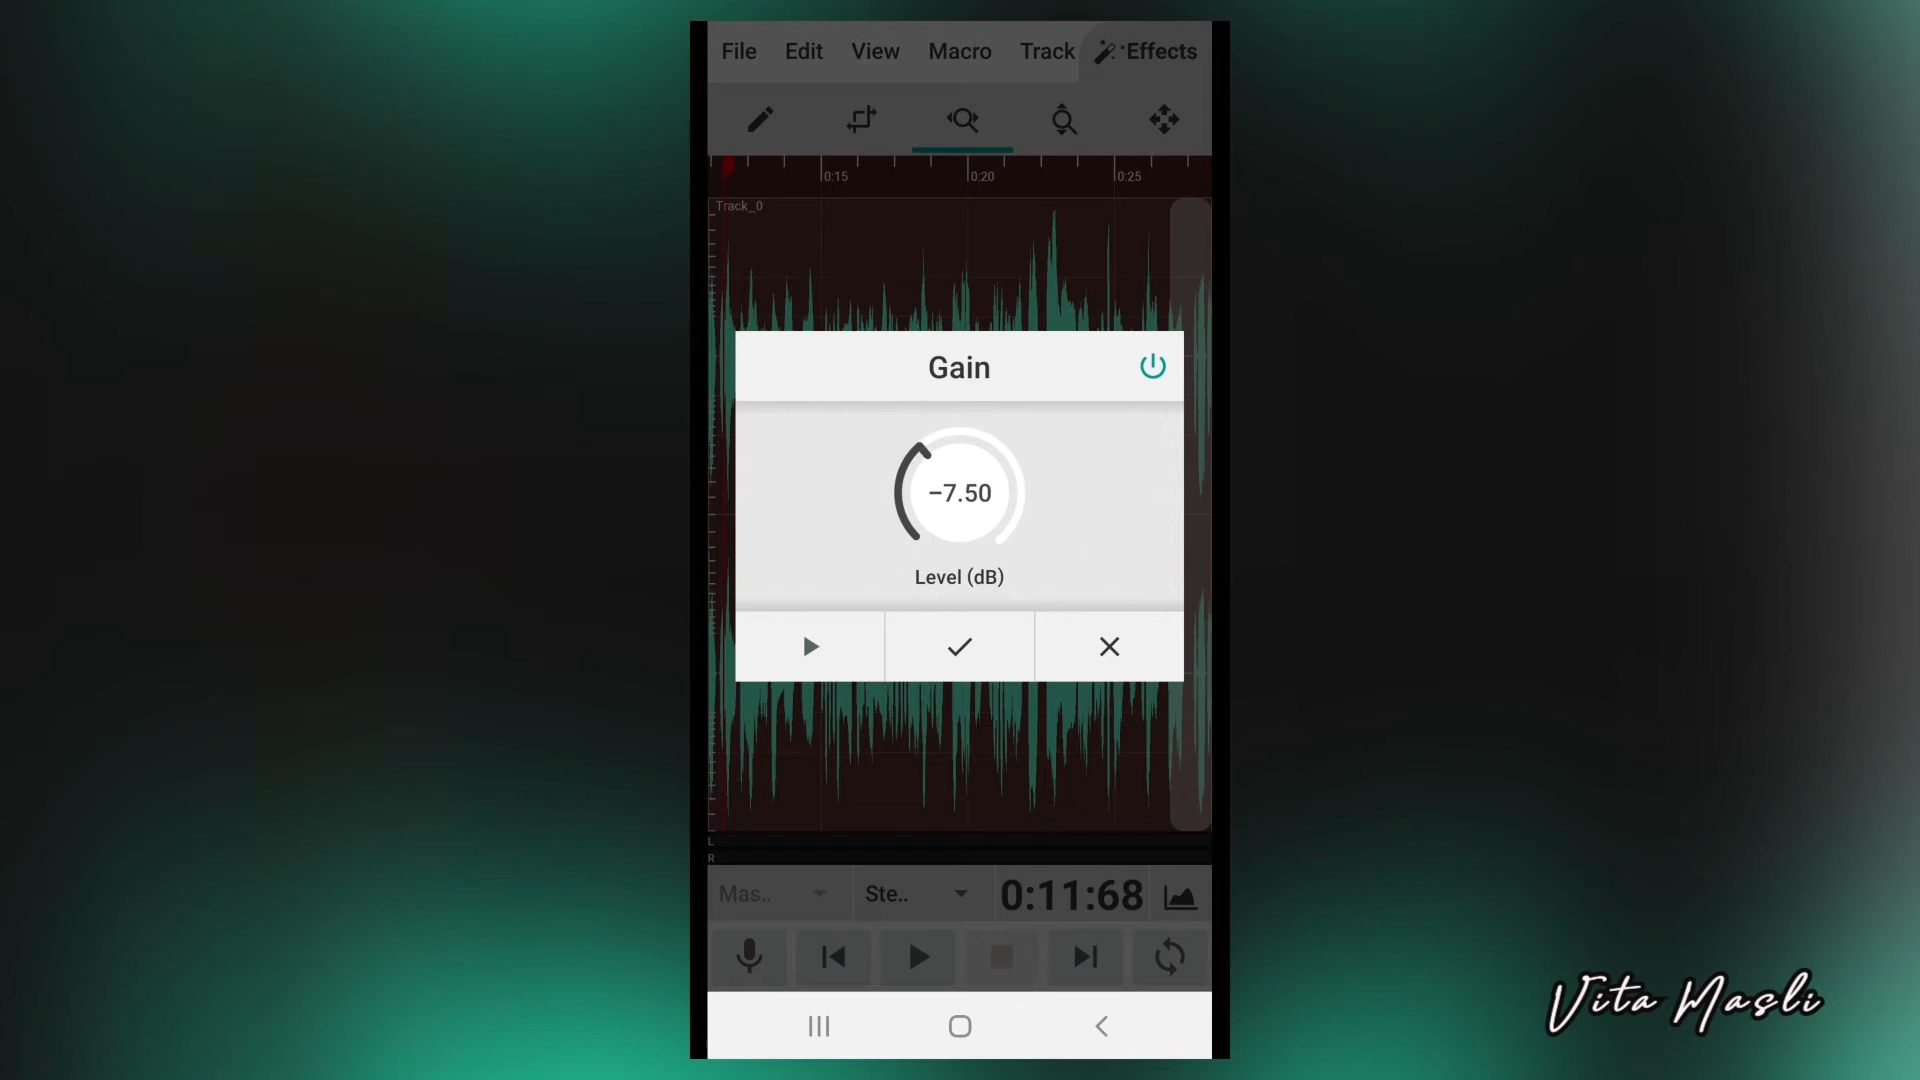 File Edit View Macro Track Effects
0:15 0:20 0:25
Track_0
Gain
−7.50
Level (dB)
L
R
Mas.. Ste.. 0:11:68
Vita Masli